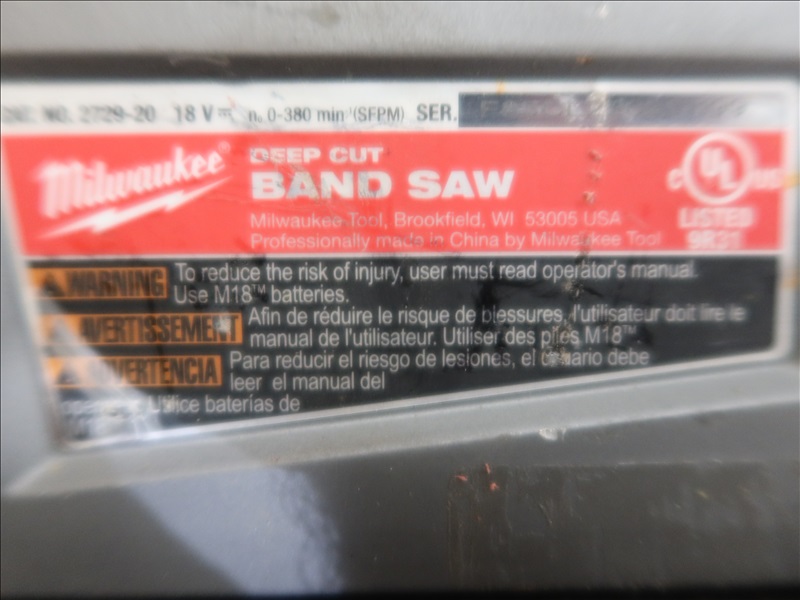 NO. 2729-20 18 V⎓ n₀ 0-380 min⁻¹(SFPM) SER.
Milwaukee®
DEEP CUT
BAND SAW
Milwaukee Tool, Brookfield, WI 53005 USA
Professionally made in China by Milwaukee Tool
C UL US
LISTED
9R31
WARNING To reduce the risk of injury, user must read operator's manual.
Use M18™ batteries.
AVERTISSEMENT Afin de réduire le risque de blessures, l'utilisateur doit lire le
manual de l'utilisateur. Utiliser des piles M18™
ADVERTENCIA Para reducir el riesgo de lesiones, el usuario debe
leer el manual del
Utilice baterías de